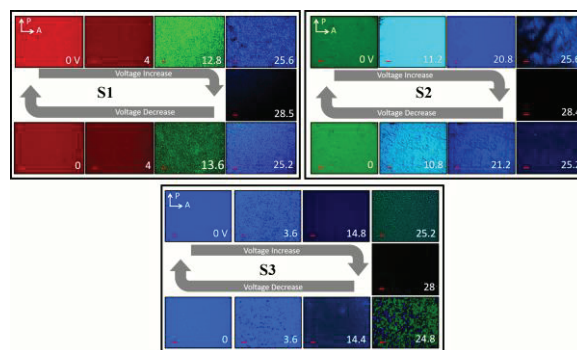 P
A
0 V
4
12.8
25.6
Voltage Increase
S1
28.5
Voltage Decrease
0
4
13.6
25.2
P
A
0 V
11.2
20.8
25.6
Voltage Increase
S2
28.4
Voltage Decrease
0
10.8
21.2
25.2
P
A
0 V
3.6
14.8
25.2
Voltage Increase
S3
28
Voltage Decrease
0
3.6
14.4
24.8